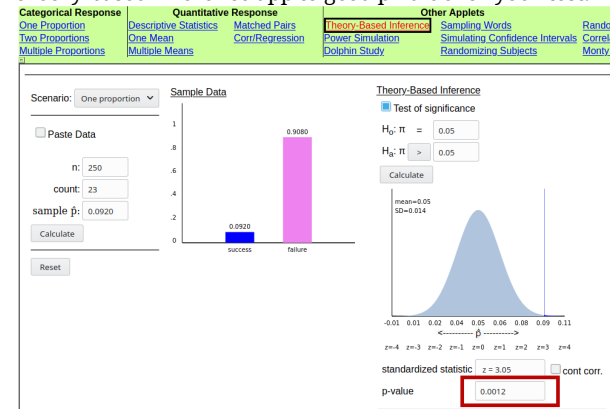 Categorical Response Quantitative Response Other Applets
One Proportion Descriptive Statistics Matched Pairs Theory-Based Inference Sampling Words
Two Proportions One Mean Corr/Regression Power Simulation Simulating Confidence Intervals
Multiple Proportions Multiple Means Dolphin Study Randomizing Subjects Monty
Scenario: One proportion
Paste Data
n: 250
count: 23
sample p̂: 0.0920
Calculate
Reset
Sample Data
1
.8
.6
.4
.2
0
0.0920
0.9080
success failure
Theory-Based Inference
Test of significance
H₀: π = 0.05
Hₐ: π > 0.05
Calculate
mean=0.05
SD=0.014
-0.01 0.01 0.02 0.04 0.05 0.06 0.08 0.09 0.11
<---------- p̂ ---------->
z=-4 z=-3 z=-2 z=-1 z=0 z=1 z=2 z=3 z=4
standardized statistic z = 3.05 cont corr.
p-value 0.0012